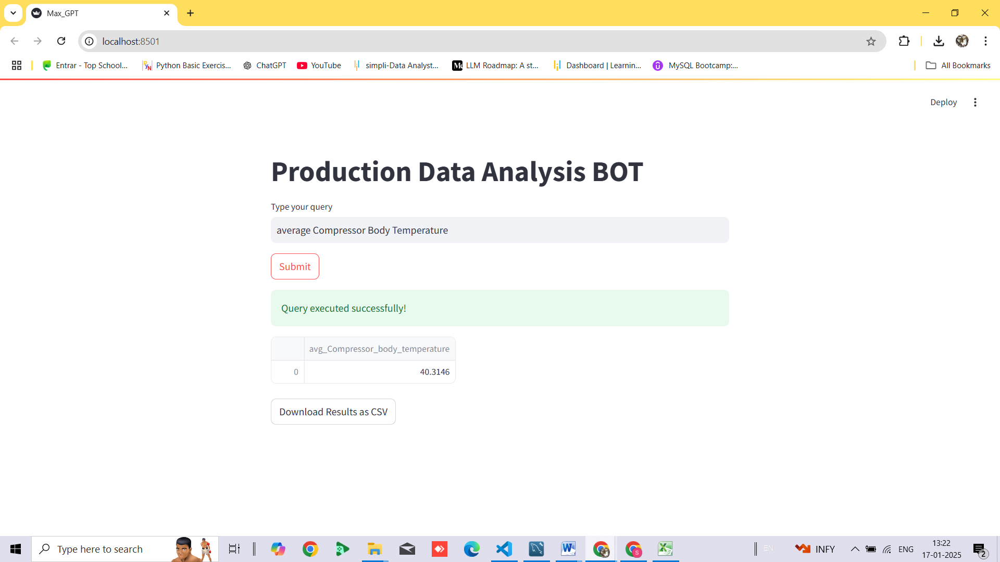 Max_GPT
localhost:8501
Entrar - Top School...
Python Basic Exercis...
ChatGPT
YouTube
simpli-Data Analyst...
LLM Roadmap: A st...
Dashboard | Learnin...
MySQL Bootcamp:...
All Bookmarks
Deploy
Production Data Analysis BOT
Type your query
average Compressor Body Temperature
Submit
Query executed successfully!
avg_Compressor_body_temperature
0 40.3146
Download Results as CSV
Type here to search
EN
INFY
ENG
13:22
17-01-2025
2